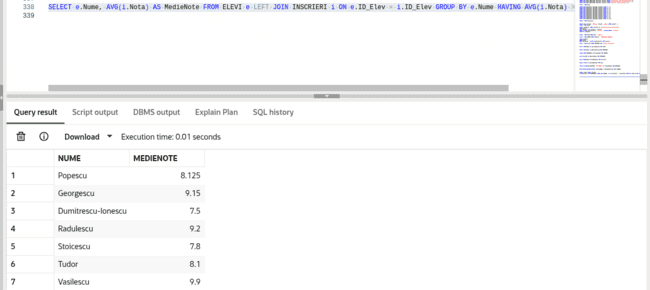 338 SELECT e.Nume, AVG(i.Nota) AS MedieNote FROM ELEVI e LEFT JOIN INSCRIERI i ON e.ID_Elev = i.ID_Elev GROUP BY e.Nume HAVING AVG(i.Nota)
339
Query result Script output DBMS output Explain Plan SQL history
Download Execution time: 0.01 seconds
NUME MEDIENOTE
1 Popescu 8.125
2 Georgescu 9.15
3 Dumitrescu-Ionescu 7.5
4 Radulescu 9.2
5 Stoicescu 7.8
6 Tudor 8.1
7 Vasilescu 9.9